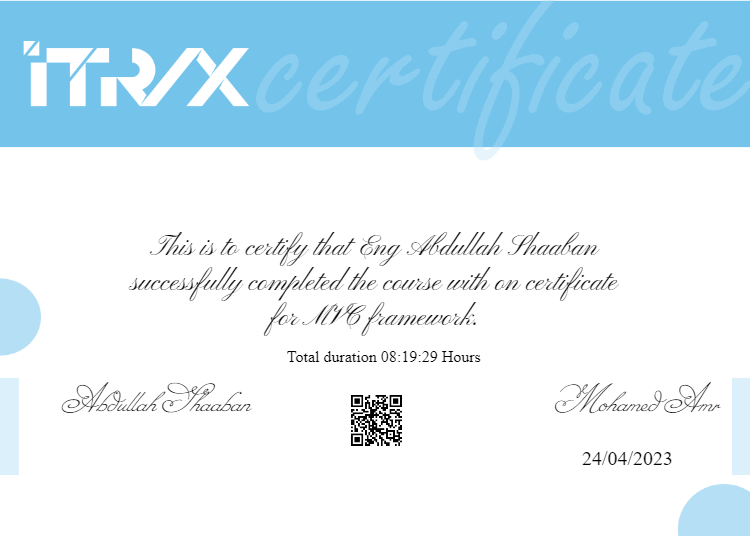 iTRIX
certificate
This is to certify that Eng Abdullah Shaaban
successfully completed the course with on certificate
for MVC framework.
Total duration 08:19:29 Hours
Abdullah Shaaban
Mohamed Amr
24/04/2023